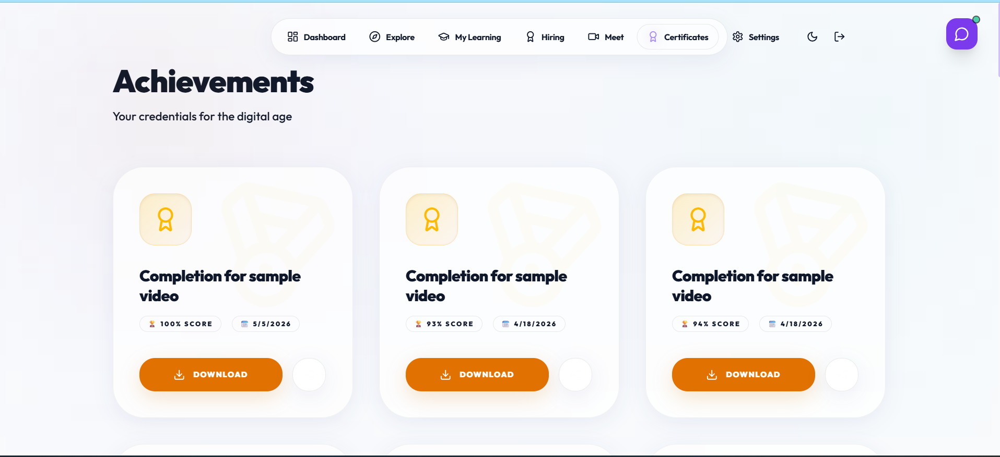 Dashboard Explore My Learning Hiring Meet Certificates Settings
Achievements
Your credentials for the digital age
Completion for sample
video
100% SCORE 5/5/2026
DOWNLOAD
Completion for sample
video
93% SCORE 4/18/2026
DOWNLOAD
Completion for sample
video
94% SCORE 4/18/2026
DOWNLOAD